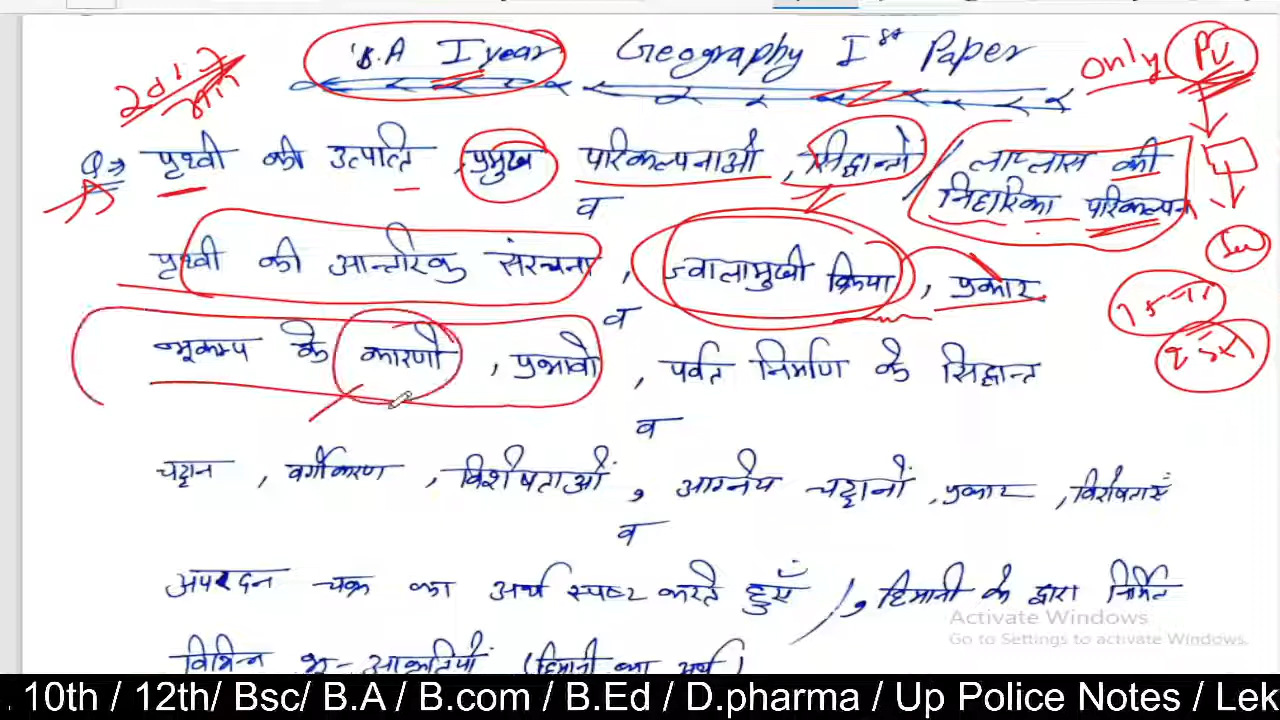 B.A I year Geography Ist Paper
only PU
Q⇒ पृथ्वी की उत्पत्ति, प्रमुख परिकल्पनाओं, सिद्धान्तो / लाप्लास की
निहारिका परिकल्पन
व
पृथ्वी की आन्तरिक संरचना, ज्वालामुखी क्रिया, प्रकार
व
भूकम्प के कारणो, प्रभावो, पर्वत निर्माण के सिद्धान्त
व
चट्टान, वर्गीकरण, विशेषताओं, आग्नेय चट्टानों, प्रकार, विशेषताएँ
व
अपरदन चक्र का अर्थ स्पष्ट करते हुएँ /, हिमानी के द्वारा निर्मित
विभिन्न भू-आकृतियों (हिमानी का अर्थ)
Activate Windows
Go to Settings to activate Windows.
. 10th / 12th/ Bsc/ B.A / B.com / B.Ed / D.pharma / Up Police Notes / Lek